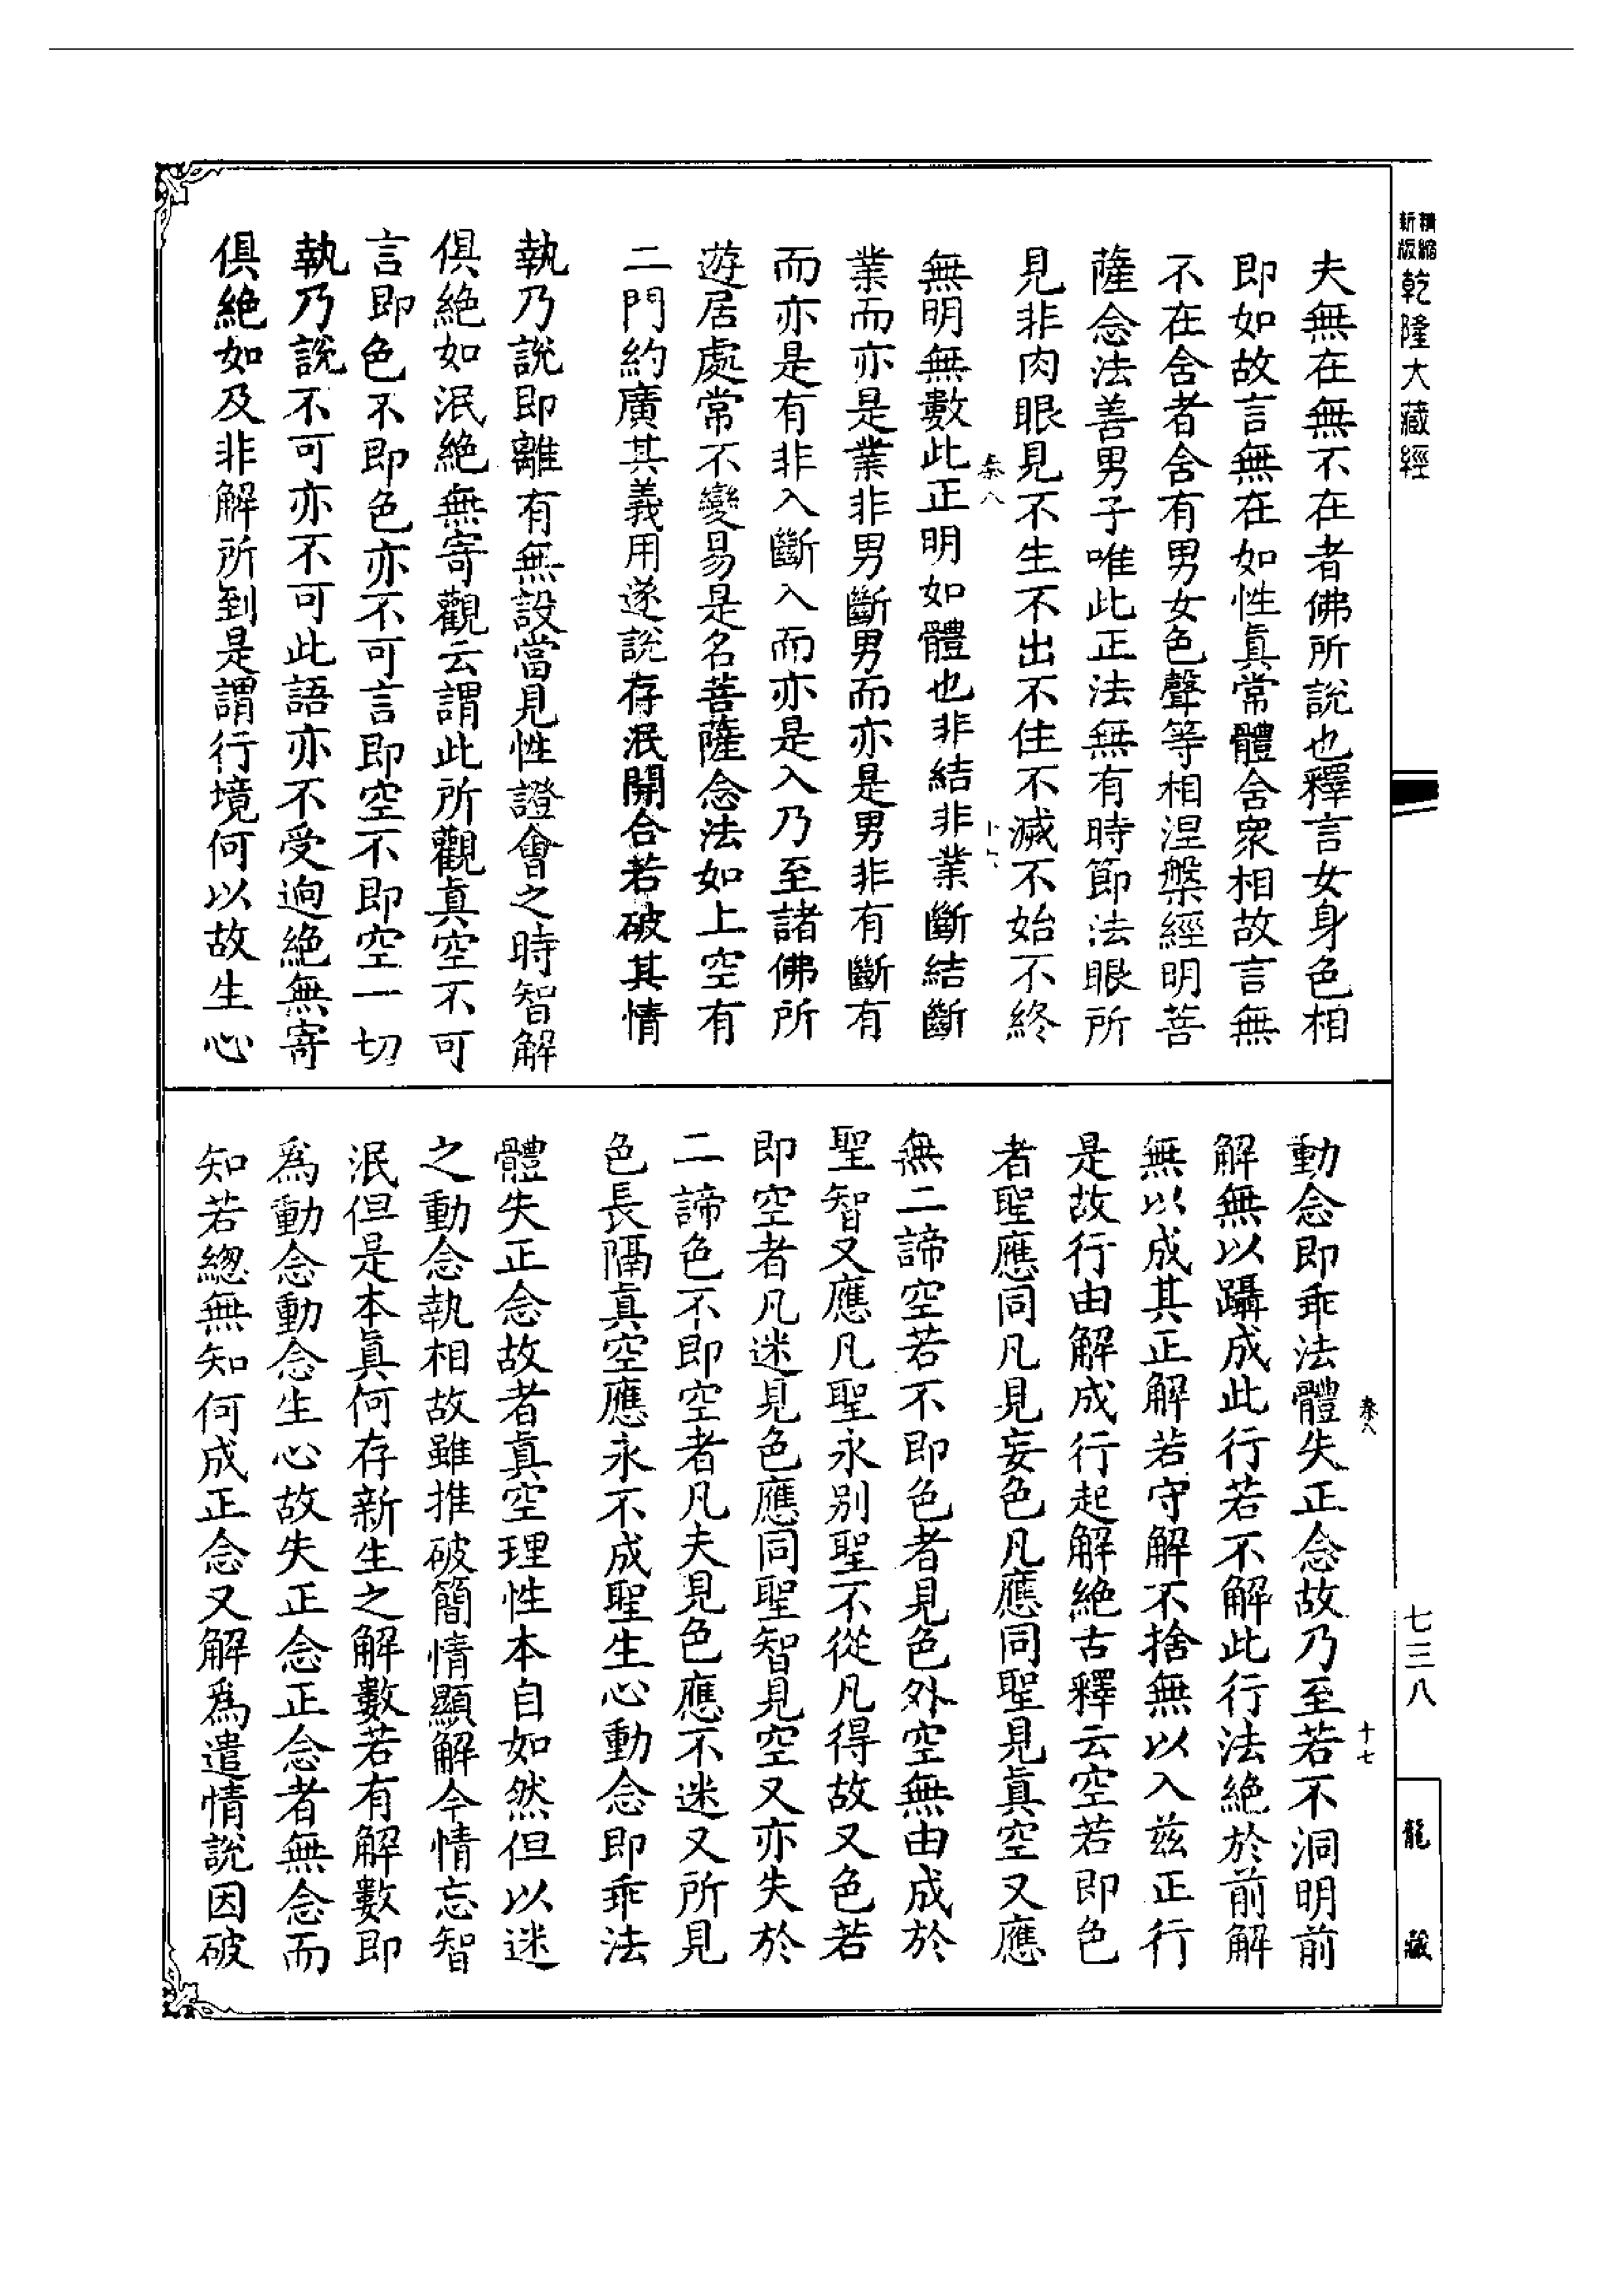 精縮新版
乾隆大藏經
夫無在無不在者佛所說也釋言女身色相
即如故言無在如性眞常體舍衆相故言無
不在舍者含有男女色聲等相涅槃經明菩
薩念法善男子唯此正法無有時節法眼所
見非肉眼見不生不出不住不滅不始不終
無明無數此正明如體也非結非業斷結斷
業而亦是業非男斷男而亦是男非有斷有
而亦是有非入斷入而亦是入乃至諸佛所
遊居處常不變易是名菩薩念法如上空有
二門約廣其義用遂說存泯開合若破其情
執乃說即離有無設當見性證會之時智解
俱絕如泯絕無寄觀云謂此所觀眞空不可
言即色不即色亦不可言即空不即空一切
執乃說不可亦不可此語亦不受逈絕無寄
俱絕如及非解所到是謂行境何以故生心
動念即乖法體失正念故乃至若不洞明前
解無以躡成此行若不解此行法絕於前解
無以成其正解若守解不捨無以入茲正行
是故行由解成行起解絕古釋云空若即色
者聖應同凡見妄色凡應同聖見眞空又應
無二諦空若不即色者見色外空無由成於
聖智又應凡聖永別聖不從凡得故又色若
即空者凡迷見色應同聖智見空又亦失於
二諦色不即空者凡夫見色應不迷又所見
色長隔眞空應永不成聖生心動念即乖法
體失正念故者眞空理性本自如然但以迷
之動念執相故雖推破簡情顯解今情忘智
泯但是本眞何存新生之解數若有解數即
爲動念動念生心故失正念正念者無念而
知若總無知何成正念又解爲遣情說因破
秦八
十六
秦八
十七
七三八
龍藏